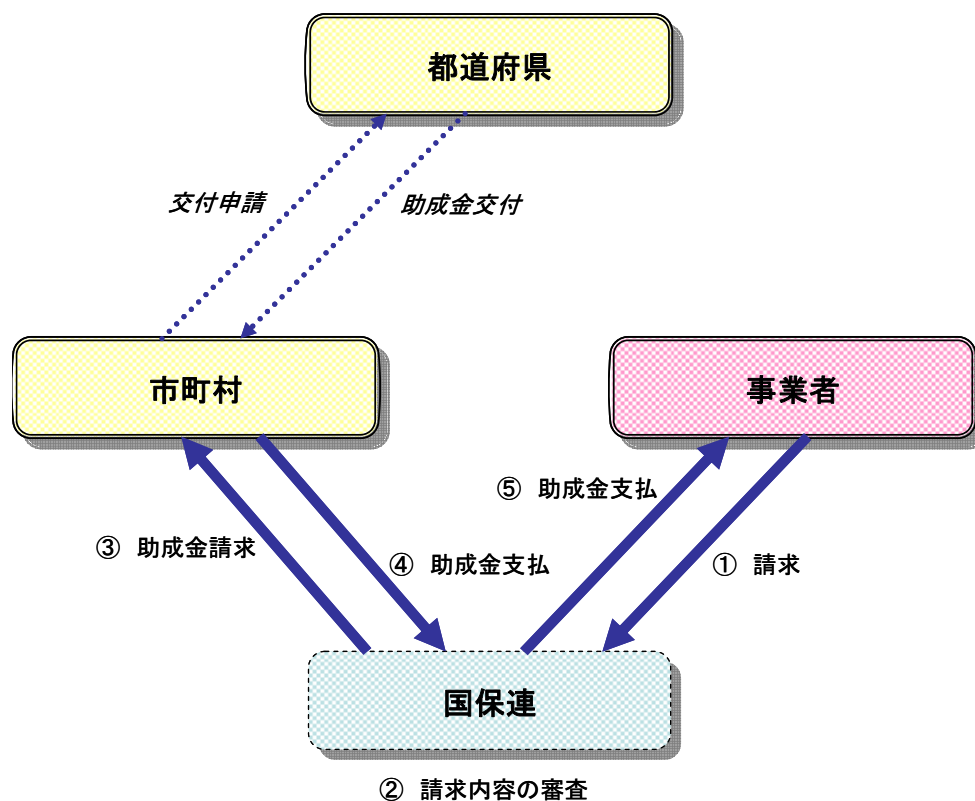 都道府県
交付申請
助成金交付
市町村
事業者
⑤ 助成金支払
③ 助成金請求
④ 助成金支払
① 請求
国保連
② 請求内容の審査